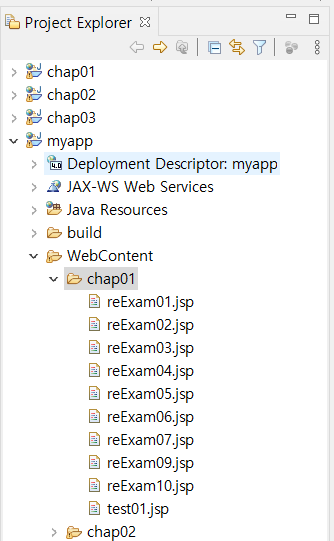 Project Explorer
chap01
chap02
chap03
myapp
4.0 Deployment Descriptor: myapp
JAX-WS Web Services
Java Resources
build
WebContent
chap01
reExam01.jsp
reExam02.jsp
reExam03.jsp
reExam04.jsp
reExam05.jsp
reExam06.jsp
reExam07.jsp
reExam09.jsp
reExam10.jsp
test01.jsp
chap02